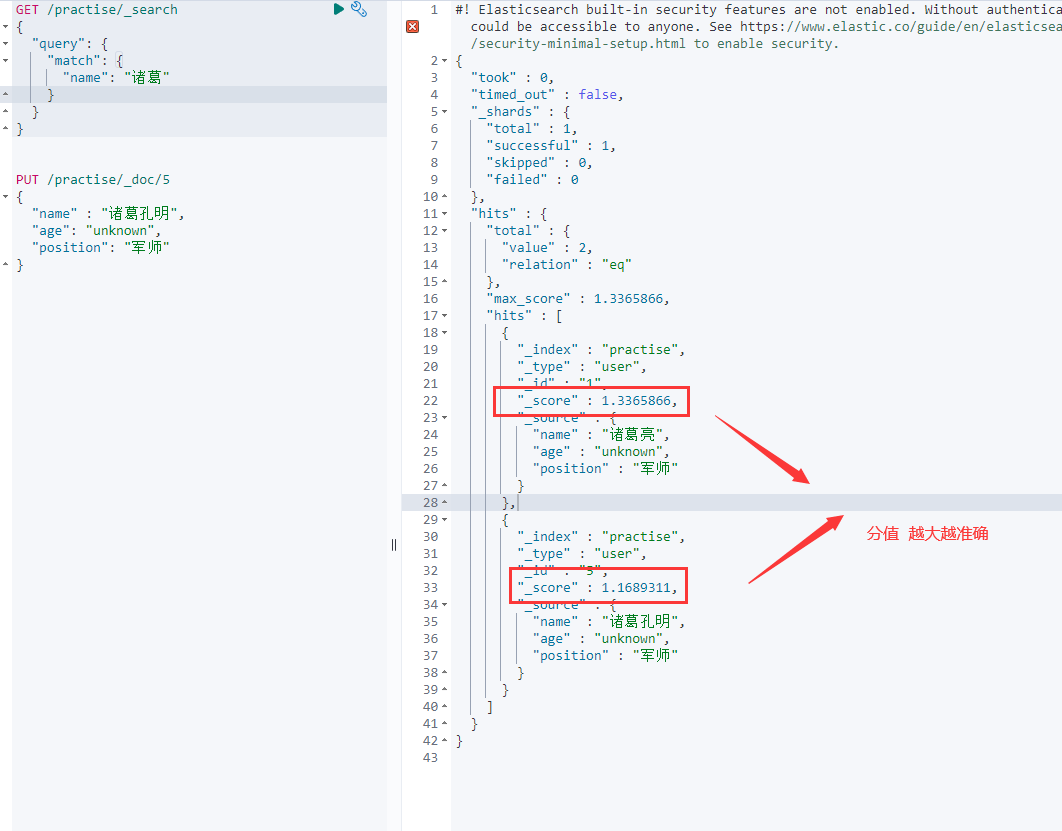 GET /practise/_search
{
"query": {
"match": {
"name": "诸葛"
}
}
}
PUT /practise/_doc/5
{
"name" : "诸葛孔明",
"age": "unknown",
"position": "军师"
}
1 #! Elasticsearch built-in security features are not enabled. Without authentica
could be accessible to anyone. See https://www.elastic.co/guide/en/elasticsea
/security-minimal-setup.html to enable security.
2 {
3 "took" : 0,
4 "timed_out" : false,
5 "_shards" : {
6 "total" : 1,
7 "successful" : 1,
8 "skipped" : 0,
9 "failed" : 0
10 },
11 "hits" : {
12 "total" : {
13 "value" : 2,
14 "relation" : "eq"
15 },
16 "max_score" : 1.3365866,
17 "hits" : [
18 {
19 "_index" : "practise",
20 "_type" : "user",
21 "_id" : "1",
22 "_score" : 1.3365866,
23 "_source" : {
24 "name" : "诸葛亮",
25 "age" : "unknown",
26 "position" : "军师"
27 }
28 },
29 {
30 "_index" : "practise",
31 "_type" : "user",
32 "_id" : "5",
33 "_score" : 1.1689311,
34 "_source" : {
35 "name" : "诸葛孔明",
36 "age" : "unknown",
37 "position" : "军师"
38 }
39 }
40 ]
41 }
42 }
43
分值 越大越准确